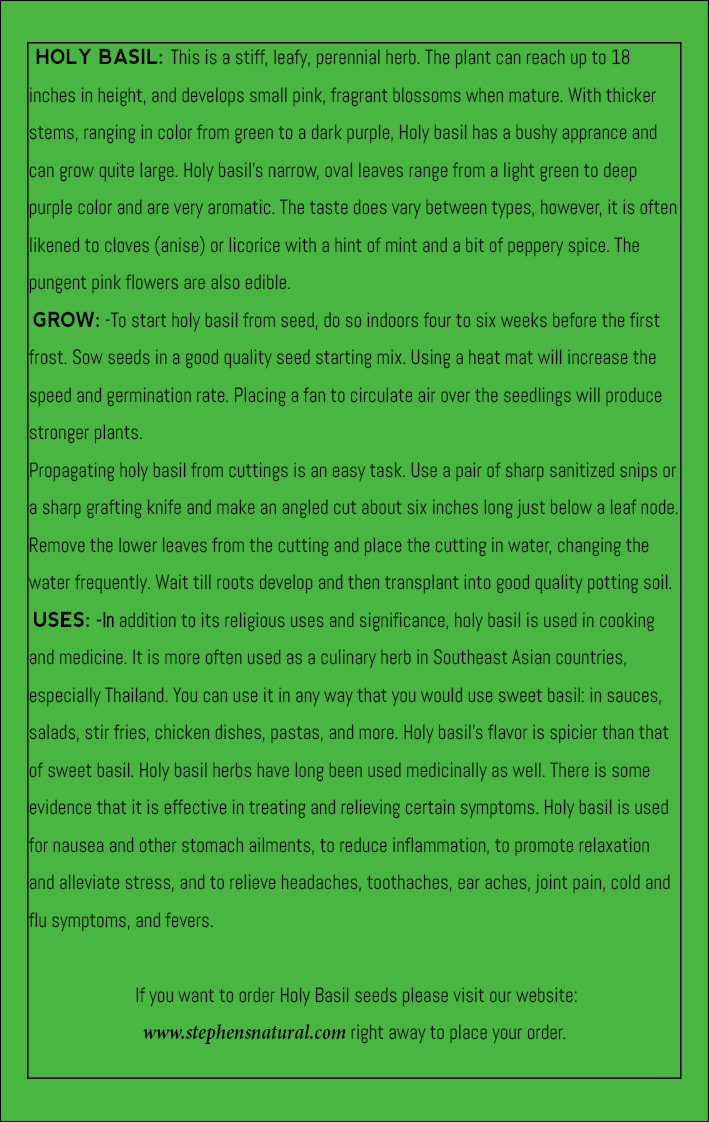 HOLY BASIL: This is a stiff, leafy, perennial herb. The plant can reach up to 18
inches in height, and develops small pink, fragrant blossoms when mature. With thicker
stems, ranging in color from green to a dark purple, Holy basil has a bushy apprance and
can grow quite large. Holy basil's narrow, oval leaves range from a light green to deep
purple color and are very aromatic. The taste does vary between types, however, it is often
likened to cloves (anise) or licorice with a hint of mint and a bit of peppery spice. The
pungent pink flowers are also edible.
GROW: -To start holy basil from seed, do so indoors four to six weeks before the first
frost. Sow seeds in a good quality seed starting mix. Using a heat mat will increase the
speed and germination rate. Placing a fan to circulate air over the seedlings will produce
stronger plants.
Propagating holy basil from cuttings is an easy task. Use a pair of sharp sanitized snips or
a sharp grafting knife and make an angled cut about six inches long just below a leaf node.
Remove the lower leaves from the cutting and place the cutting in water, changing the
water frequently. Wait till roots develop and then transplant into good quality potting soil.
USES: -In addition to its religious uses and significance, holy basil is used in cooking
and medicine. It is more often used as a culinary herb in Southeast Asian countries,
especially Thailand. You can use it in any way that you would use sweet basil: in sauces,
salads, stir fries, chicken dishes, pastas, and more. Holy basil's flavor is spicier than that
of sweet basil. Holy basil herbs have long been used medicinally as well. There is some
evidence that it is effective in treating and relieving certain symptoms. Holy basil is used
for nausea and other stomach ailments, to reduce inflammation, to promote relaxation
and alleviate stress, and to relieve headaches, toothaches, ear aches, joint pain, cold and
flu symptoms, and fevers.
If you want to order Holy Basil seeds please visit our website:
www.stephensnatural.com right away to place your order.